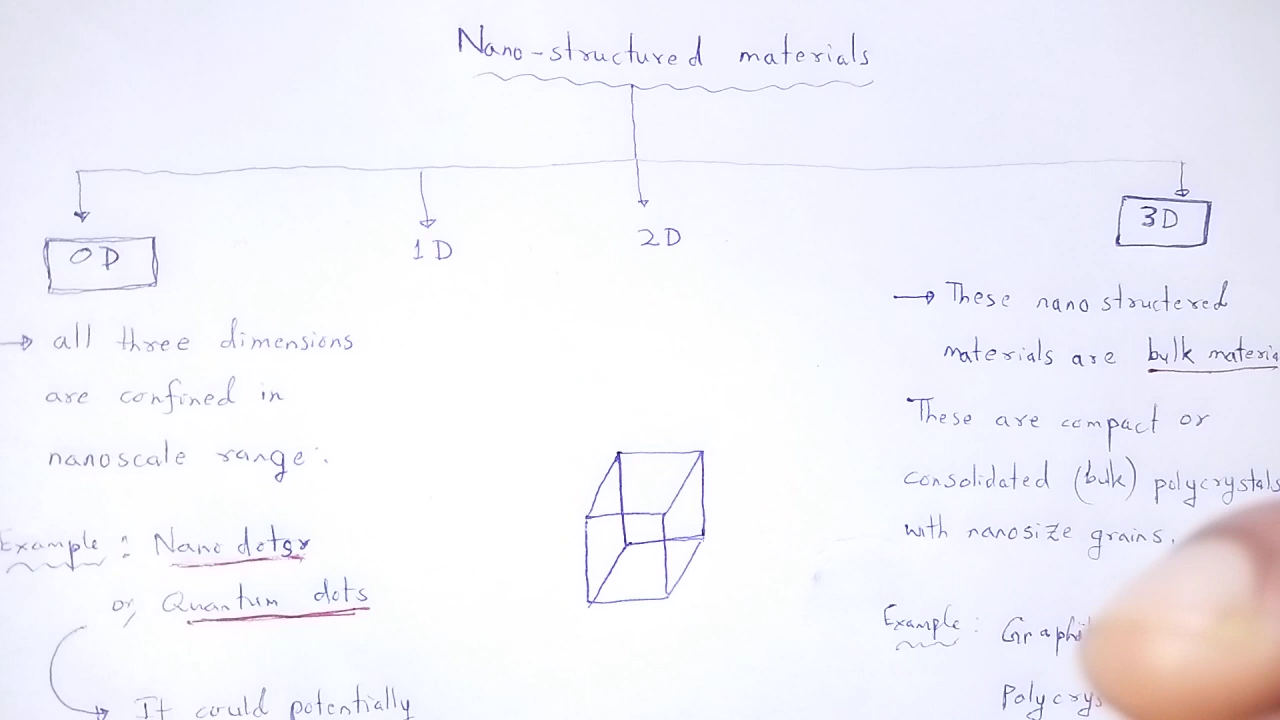 Nano-structured materials
0D
1D
2D
3D
all three dimensions
are confined in
nanoscale range.
Example: Nano dots
or, Quantum dots
It could potentially
These nano structered
materials are bulk
These are compact or
consolidated (bulk) polycrystals
with nanosize grains.
Example: